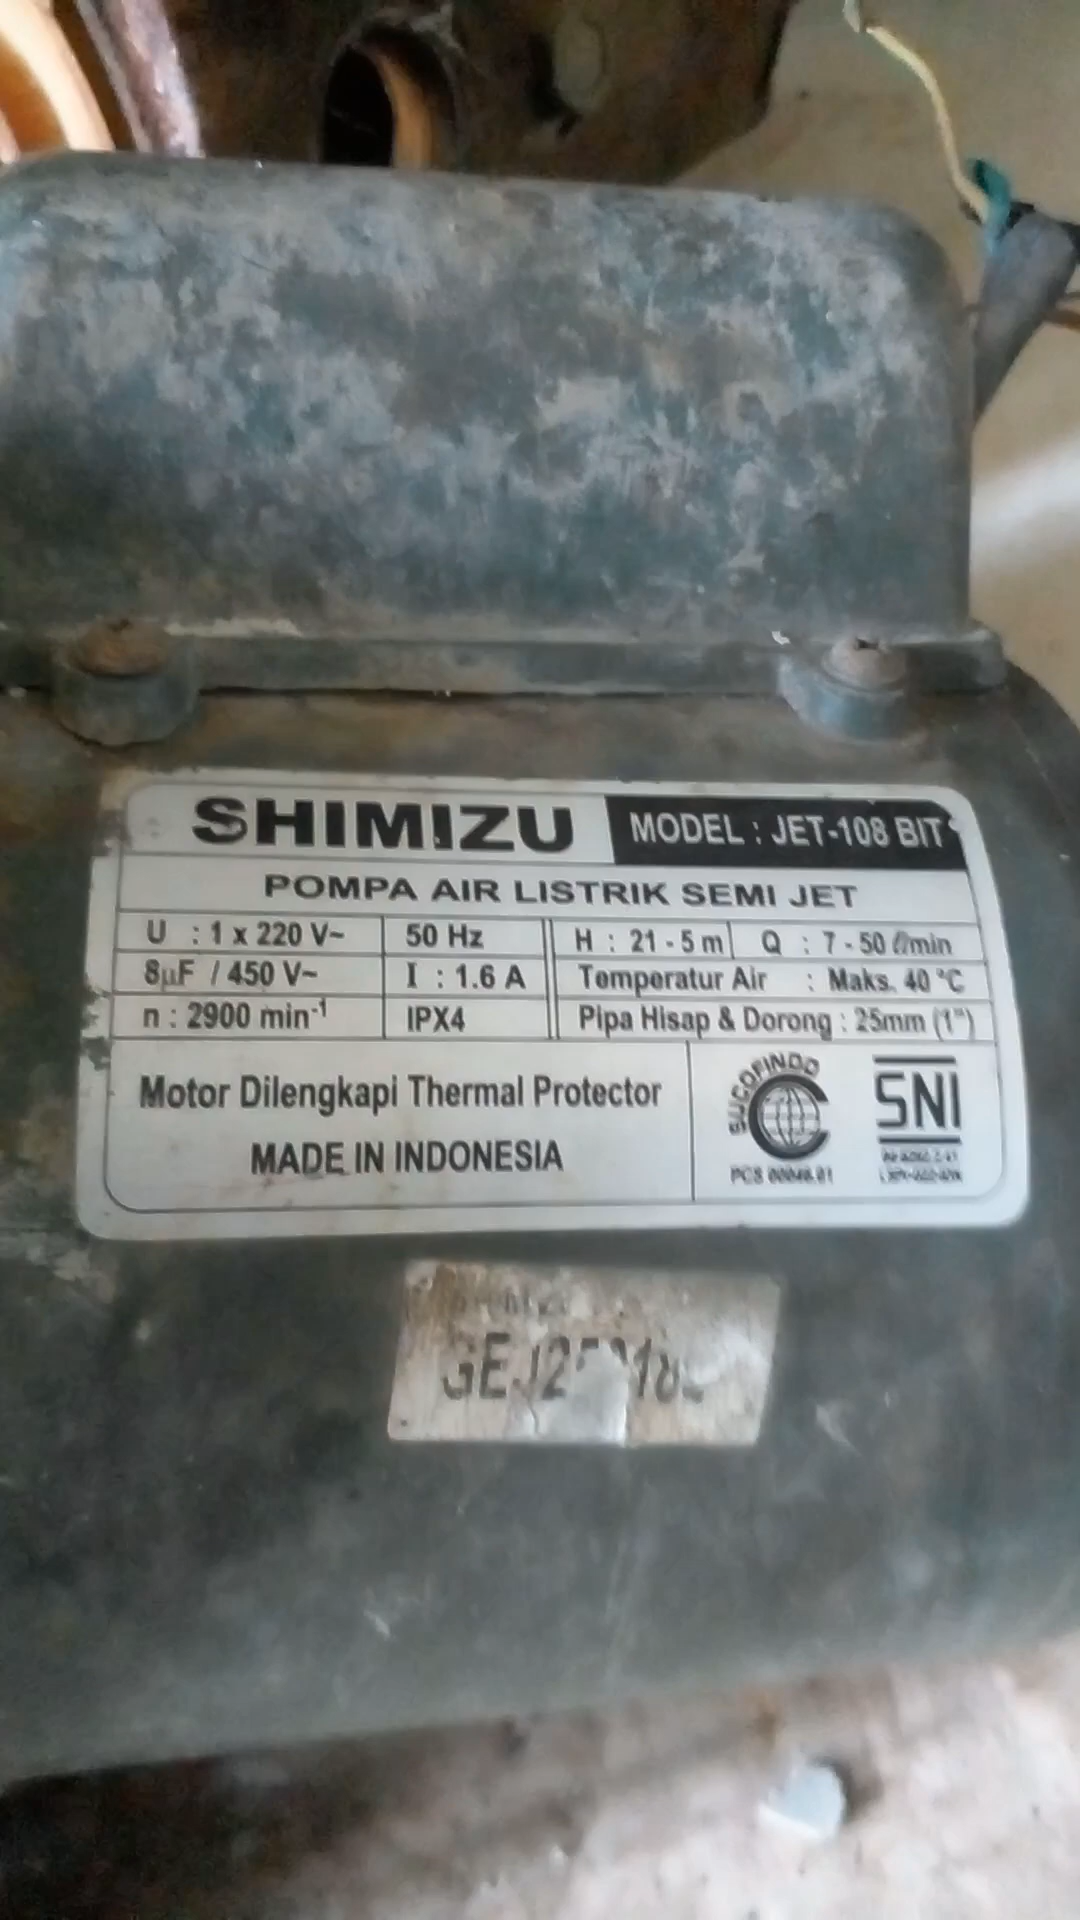 SHIMIZU MODEL : JET-108 BIT
POMPA AIR LISTRIK SEMI JET
U : 1 x 220 V~ 50 Hz H : 21 - 5 m Q : 7 - 50 ℓ/min
8µF / 450 V~ I : 1.6 A Temperatur Air : Maks. 40 °C
n : 2900 min⁻¹ IPX4 Pipa Hisap & Dorong : 25mm (1")
Motor Dilengkapi Thermal Protector
MADE IN INDONESIA
SUCOFINDO
SNI